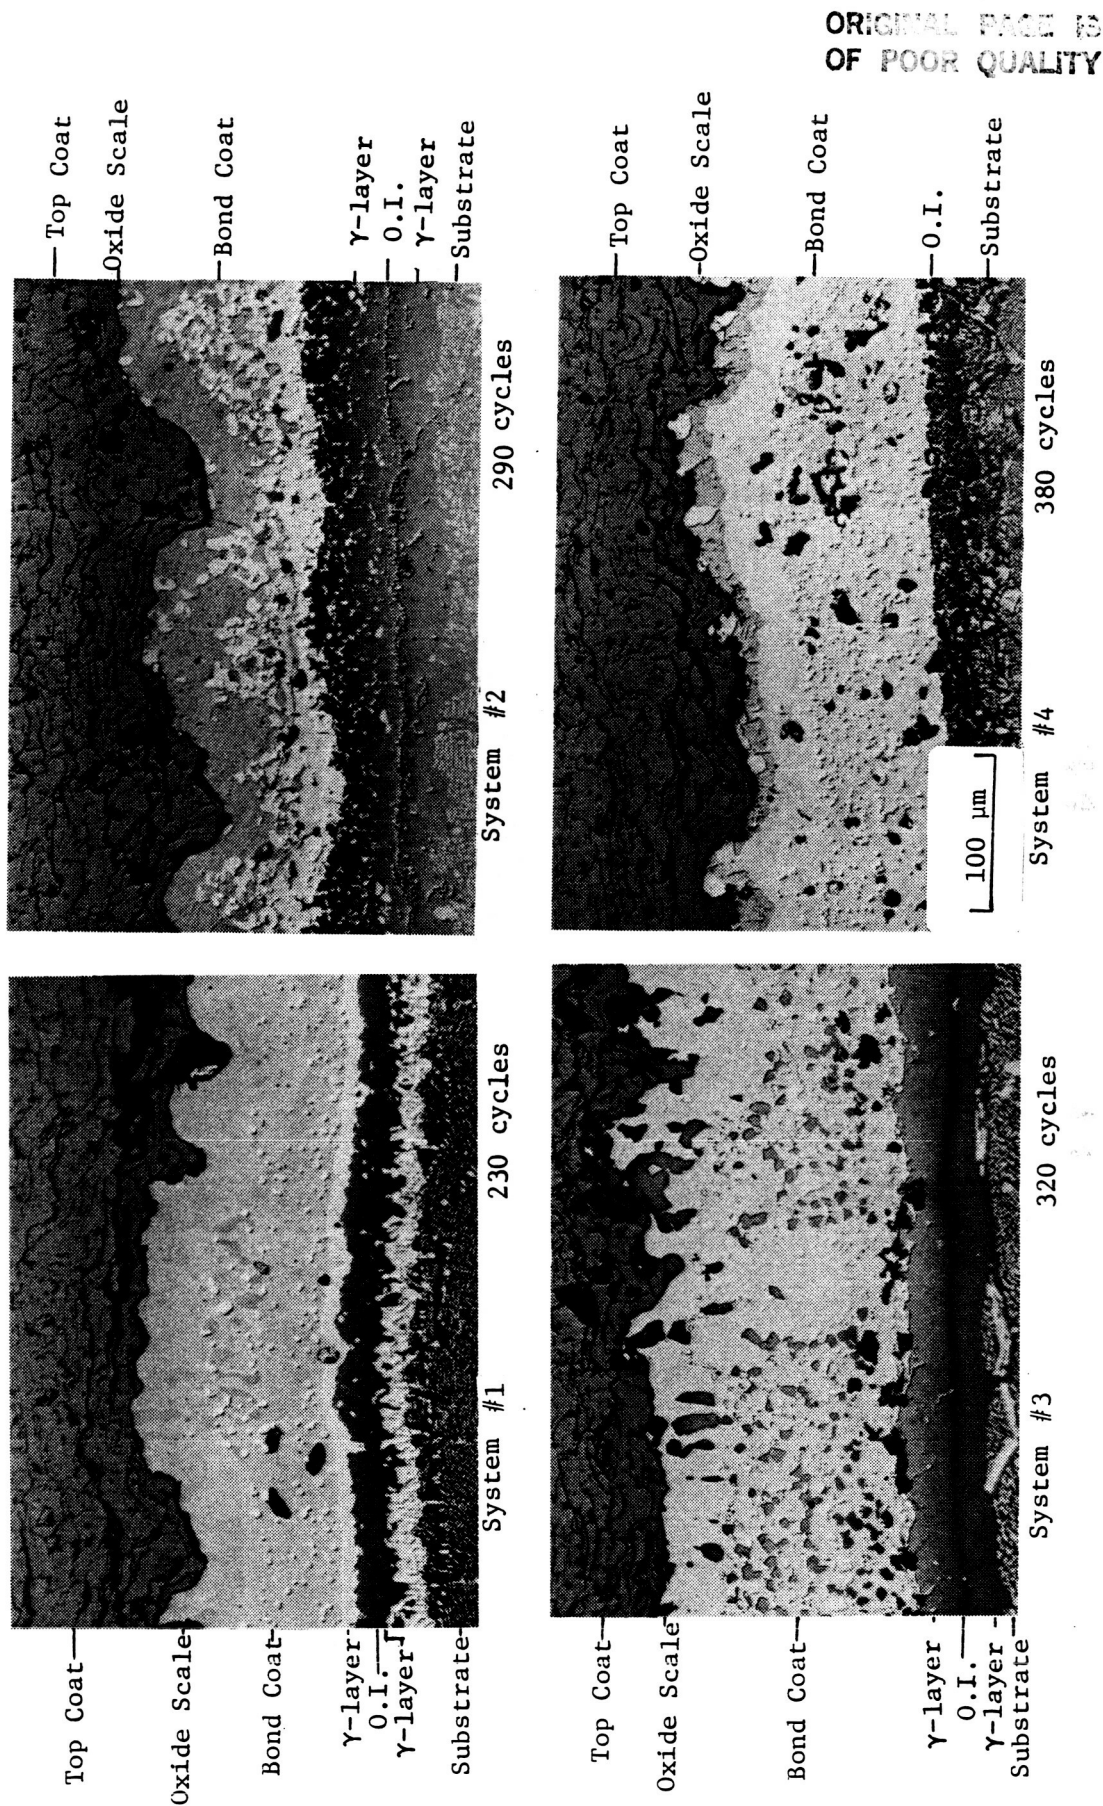 ORIGINAL PAGE IS
OF POOR QUALITY
Top Coat
Oxide Scale
Bond Coat
γ-layer
O.I.
γ-layer
Substrate
System #1 230 cycles
Top Coat
Oxide Scale
Bond Coat
γ-layer
O.I.
γ-layer
Substrate
System #2 290 cycles
Top Coat
Oxide Scale
Bond Coat
γ-layer
O.I.
γ-layer
Substrate
System #3 320 cycles
Top Coat
Oxide Scale
Bond Coat
O.I.
Substrate
100 μm
System #4 380 cycles